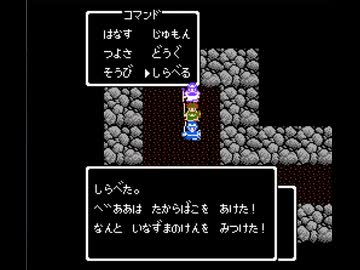 コマンド
はなす　じゅもん
つよさ　どうぐ
そうび　▶しらべる
しらべた。
べああは　たからばこを　あけた！
なんと　いなずまのけんを　みつけた！